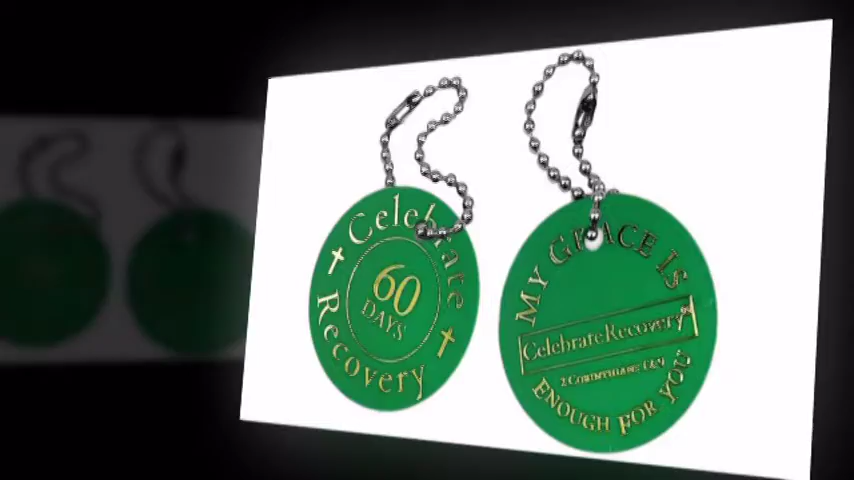 Celebrate
60
DAYS
Recovery
MY GRACE IS
CelebrateRecovery®
2 CORINTHIANS 12:9
ENOUGH FOR YOU